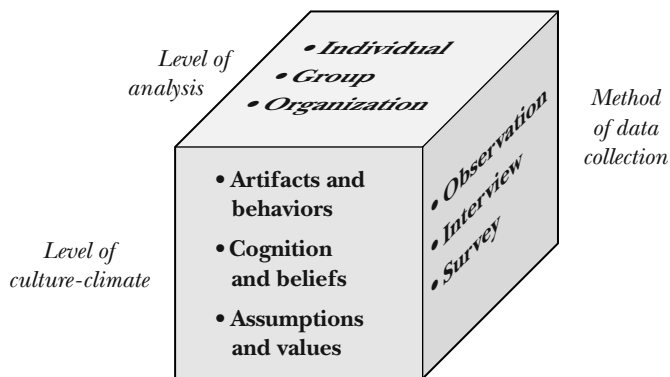 Level of
analysis
• Individual
• Group
• Organization
Method
of data
collection
• Observation
• Interview
• Survey
Level of
culture-climate
• Artifacts and
behaviors
• Cognition
and beliefs
• Assumptions
and values